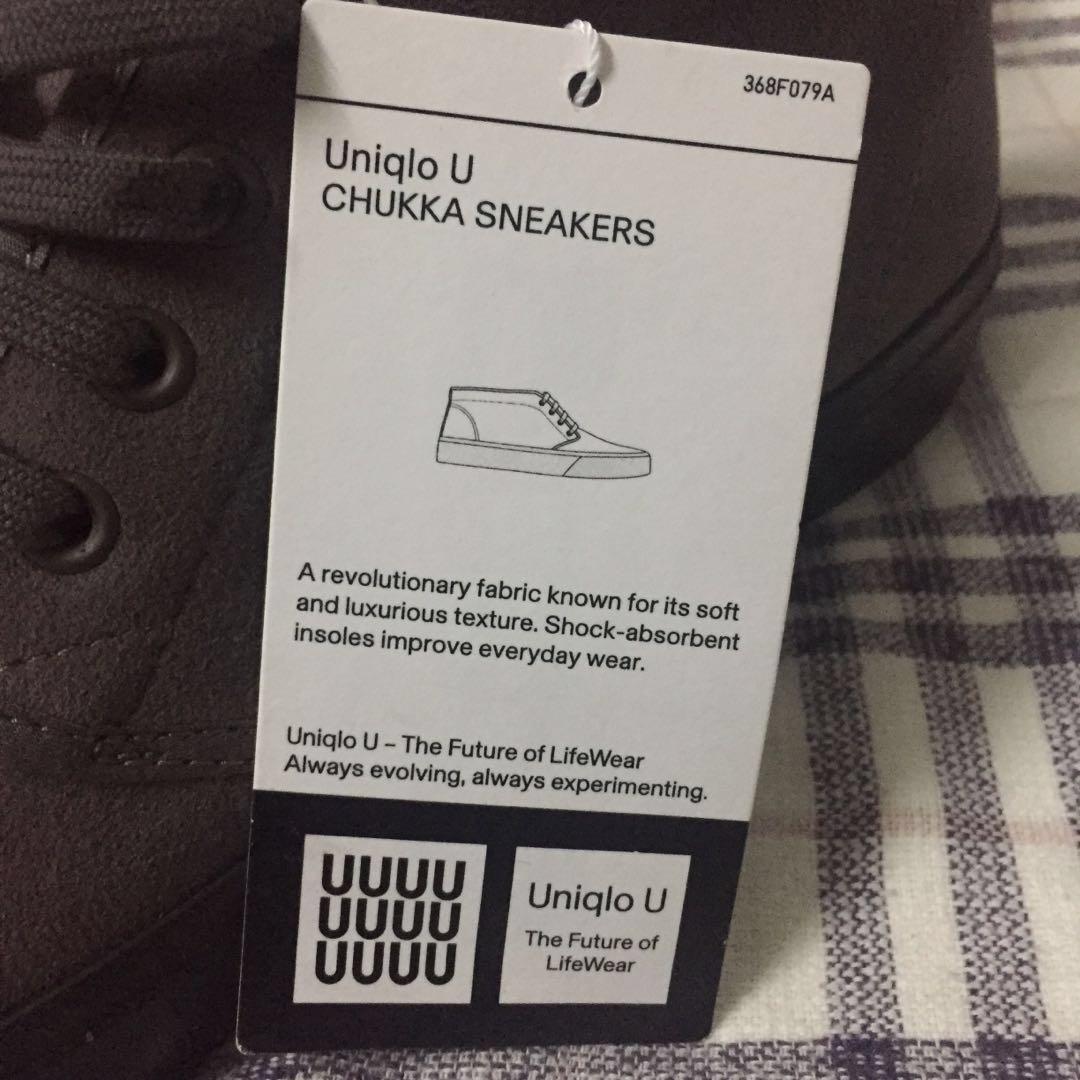 368F079A
Uniqlo U
CHUKKA SNEAKERS
A revolutionary fabric known for its soft
and luxurious texture. Shock-absorbent
insoles improve everyday wear.
Uniqlo U – The Future of LifeWear
Always evolving, always experimenting.
UUUU
UUUU
UUUU
Uniqlo U
The Future of
LifeWear